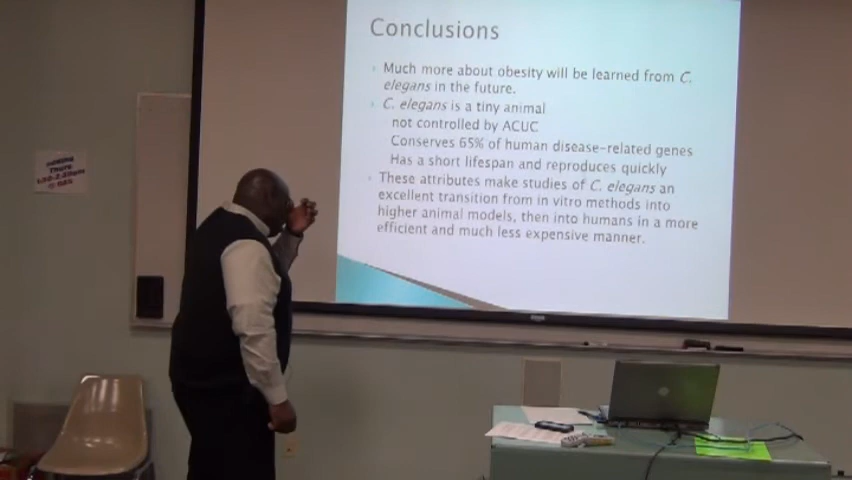 Conclusions
Much more about obesity will be learned from C.
elegans in the future.
C. elegans is a tiny animal
not controlled by ACUC
Conserves 65% of human disease-related genes
Has a short lifespan and reproduces quickly
These attributes make studies of C. elegans an
excellent transition from in vitro methods into
higher animal models, then into humans in a more
efficient and much less expensive manner.